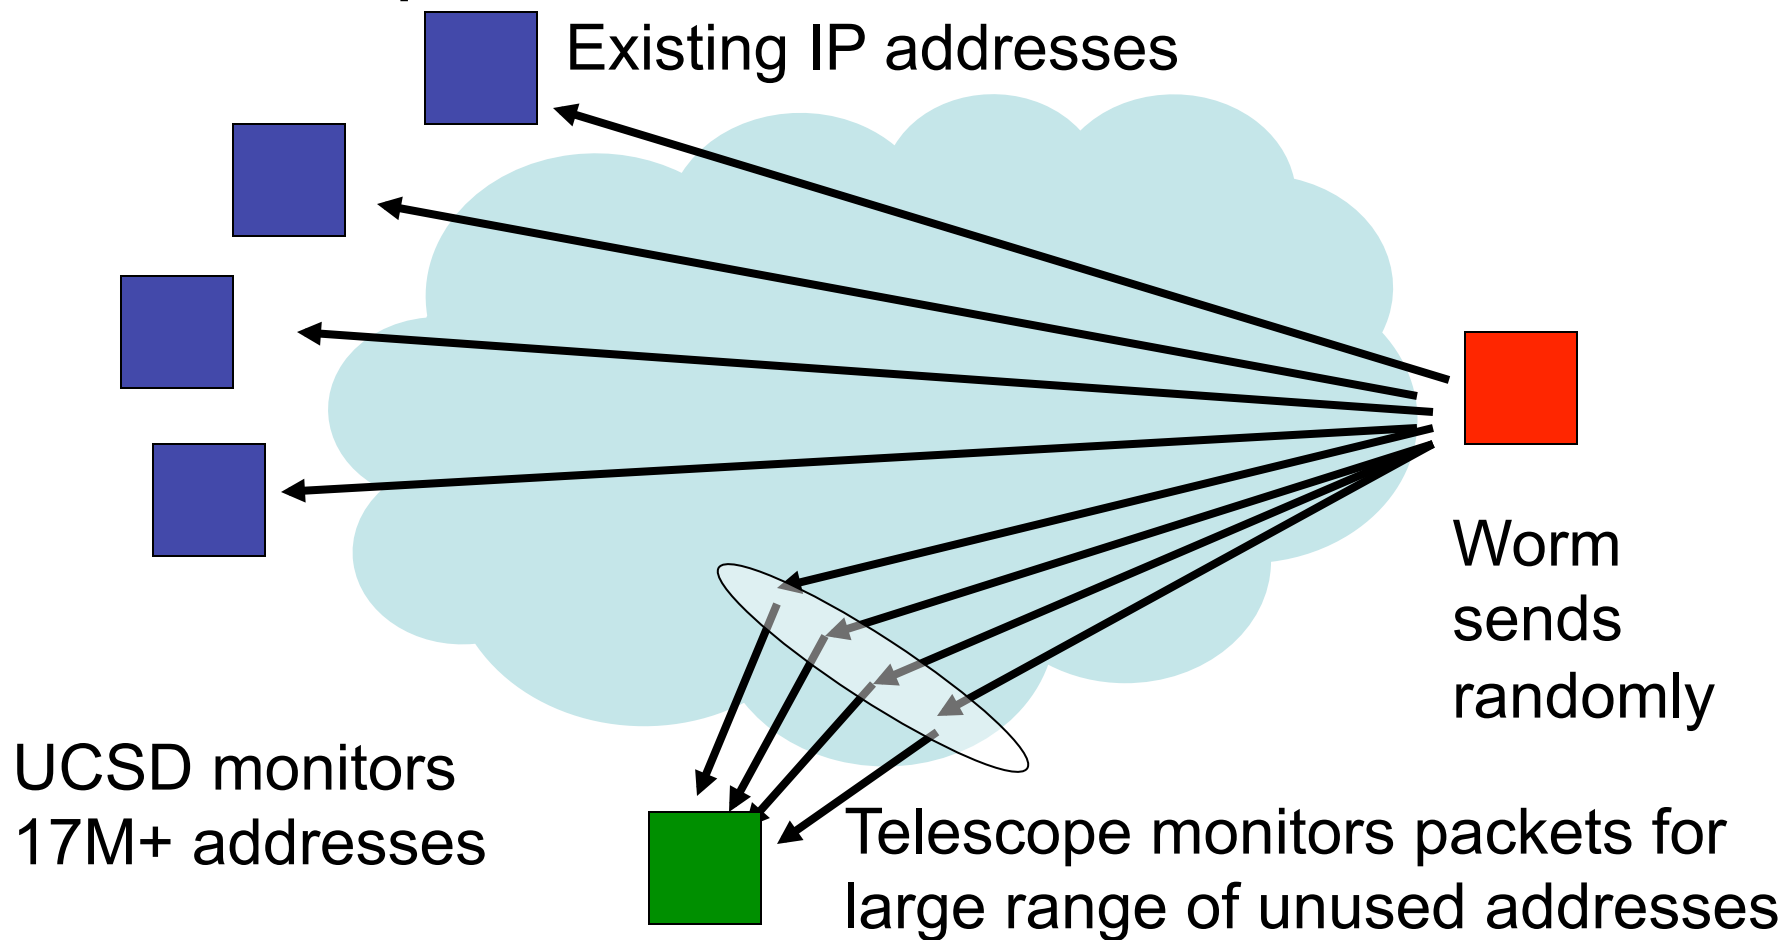 Existing IP addresses
Worm
sends
randomly
UCSD monitors
17M+ addresses
Telescope monitors packets for
large range of unused addresses